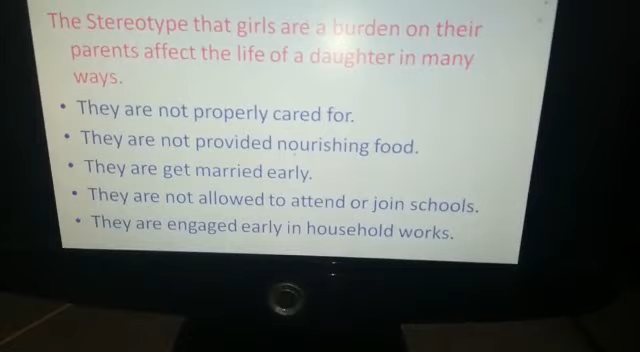 The Stereotype that girls are a burden on their
parents affect the life of a daughter in many
ways.
• They are not properly cared for.
• They are not provided nourishing food.
• They are get married early.
• They are not allowed to attend or join schools.
• They are engaged early in household works.